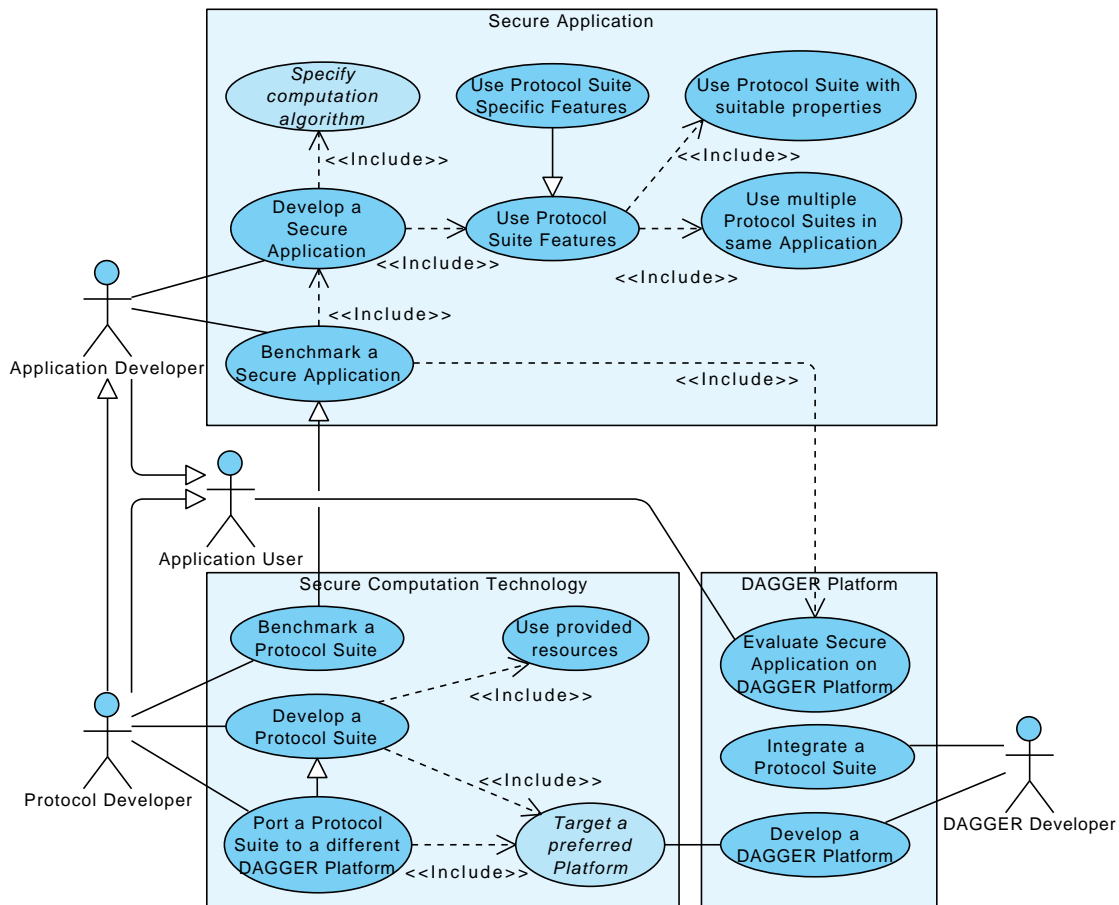 Secure Application
Specify
computation
algorithm
Use Protocol Suite
Specific Features
Use Protocol Suite with
suitable properties
<<Include>>
<<Include>>
Develop a
Secure
Application
Use Protocol
Suite Features
Use multiple
Protocol Suites in
same Application
<<Include>>
<<Include>>
<<Include>>
Application Developer
Benchmark a
Secure Application
<<Include>>
Application User
Secure Computation Technology
DAGGER Platform
Benchmark a
Protocol Suite
Use provided
resources
Evaluate Secure
Application on
DAGGER Platform
<<Include>>
Develop a
Protocol Suite
Integrate a
Protocol Suite
<<Include>>
Protocol Developer
DAGGER Developer
Port a Protocol
Suite to a different
DAGGER Platform
Target a
preferred
Platform
Develop a
DAGGER Platform
<<Include>>